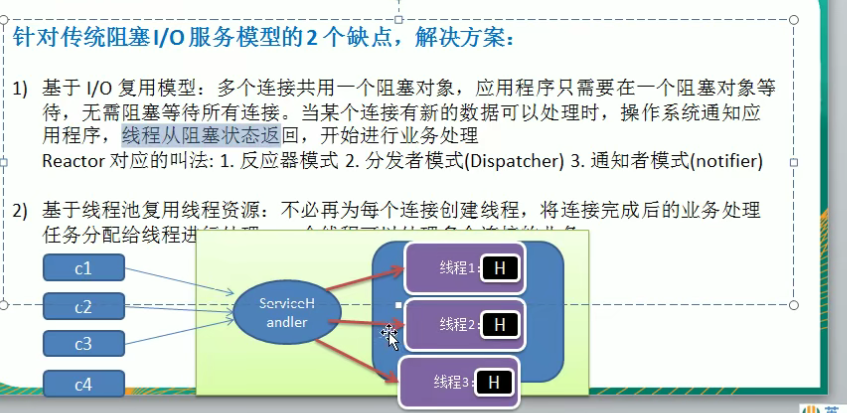 针对传统阻塞 I/O 服务模型的 2 个缺点，解决方案：
1) 基于 I/O 复用模型：多个连接共用一个阻塞对象，应用程序只需要在一个阻塞对象等
待，无需阻塞等待所有连接。当某个连接有新的数据可以处理时，操作系统通知应
用程序，线程从阻塞状态返回，开始进行业务处理
Reactor 对应的叫法: 1. 反应器模式 2. 分发者模式(Dispatcher) 3. 通知者模式(notifier)
2) 基于线程池复用线程资源：不必再为每个连接创建线程，将连接完成后的业务处理
任务分配给线程进
c1
c2
c3
c4
ServiceH
andler
线程1: H
线程2: H
线程3: H